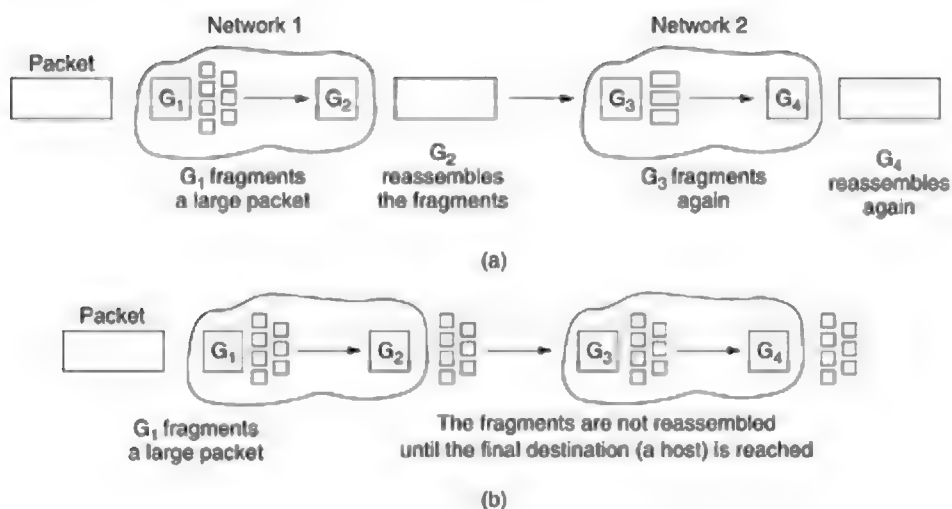 Network 1
Network 2
Packet
G1
G2
G3
G4
G1 fragments
a large packet
G2
reassembles
the fragments
G3 fragments
again
G4
reassembles
again
(a)
Packet
G1
G2
G3
G4
G1 fragments
a large packet
The fragments are not reassembled
until the final destination (a host) is reached
(b)